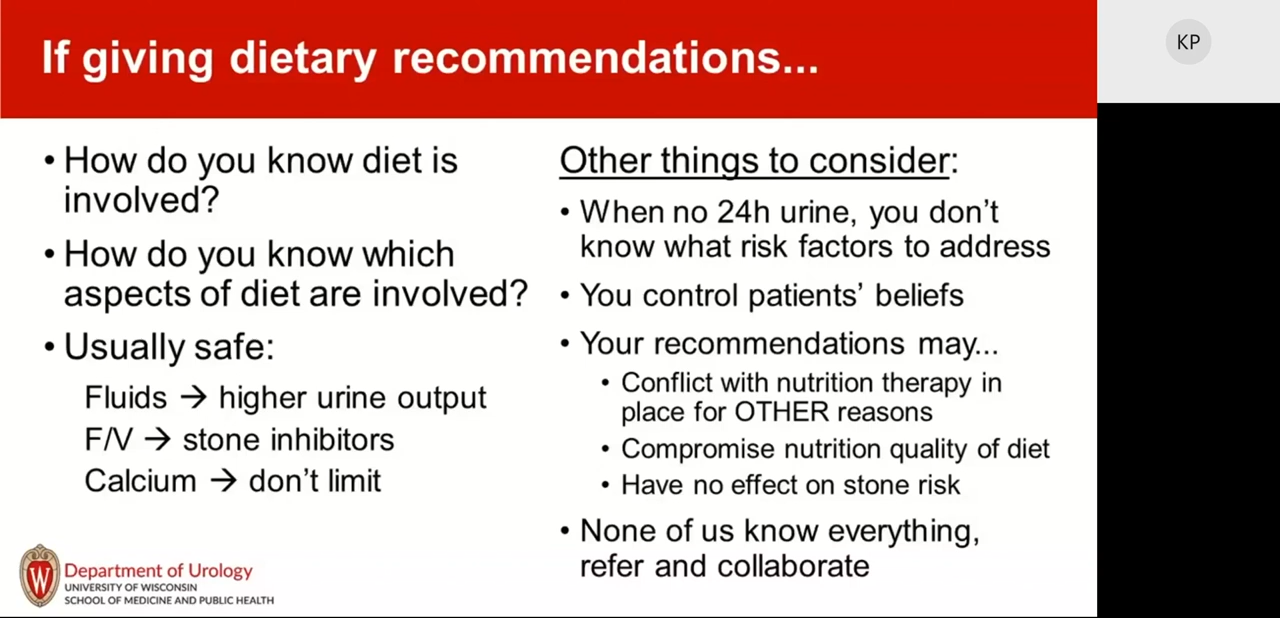 If giving dietary recommendations...
KP
• How do you know diet is
involved?
• How do you know which
aspects of diet are involved?
• Usually safe:
Fluids → higher urine output
F/V → stone inhibitors
Calcium → don't limit
Other things to consider:
• When no 24h urine, you don't
know what risk factors to address
• You control patients' beliefs
• Your recommendations may...
• Conflict with nutrition therapy in
place for OTHER reasons
• Compromise nutrition quality of diet
• Have no effect on stone risk
• None of us know everything,
refer and collaborate
W
Department of Urology
UNIVERSITY OF WISCONSIN
SCHOOL OF MEDICINE AND PUBLIC HEALTH